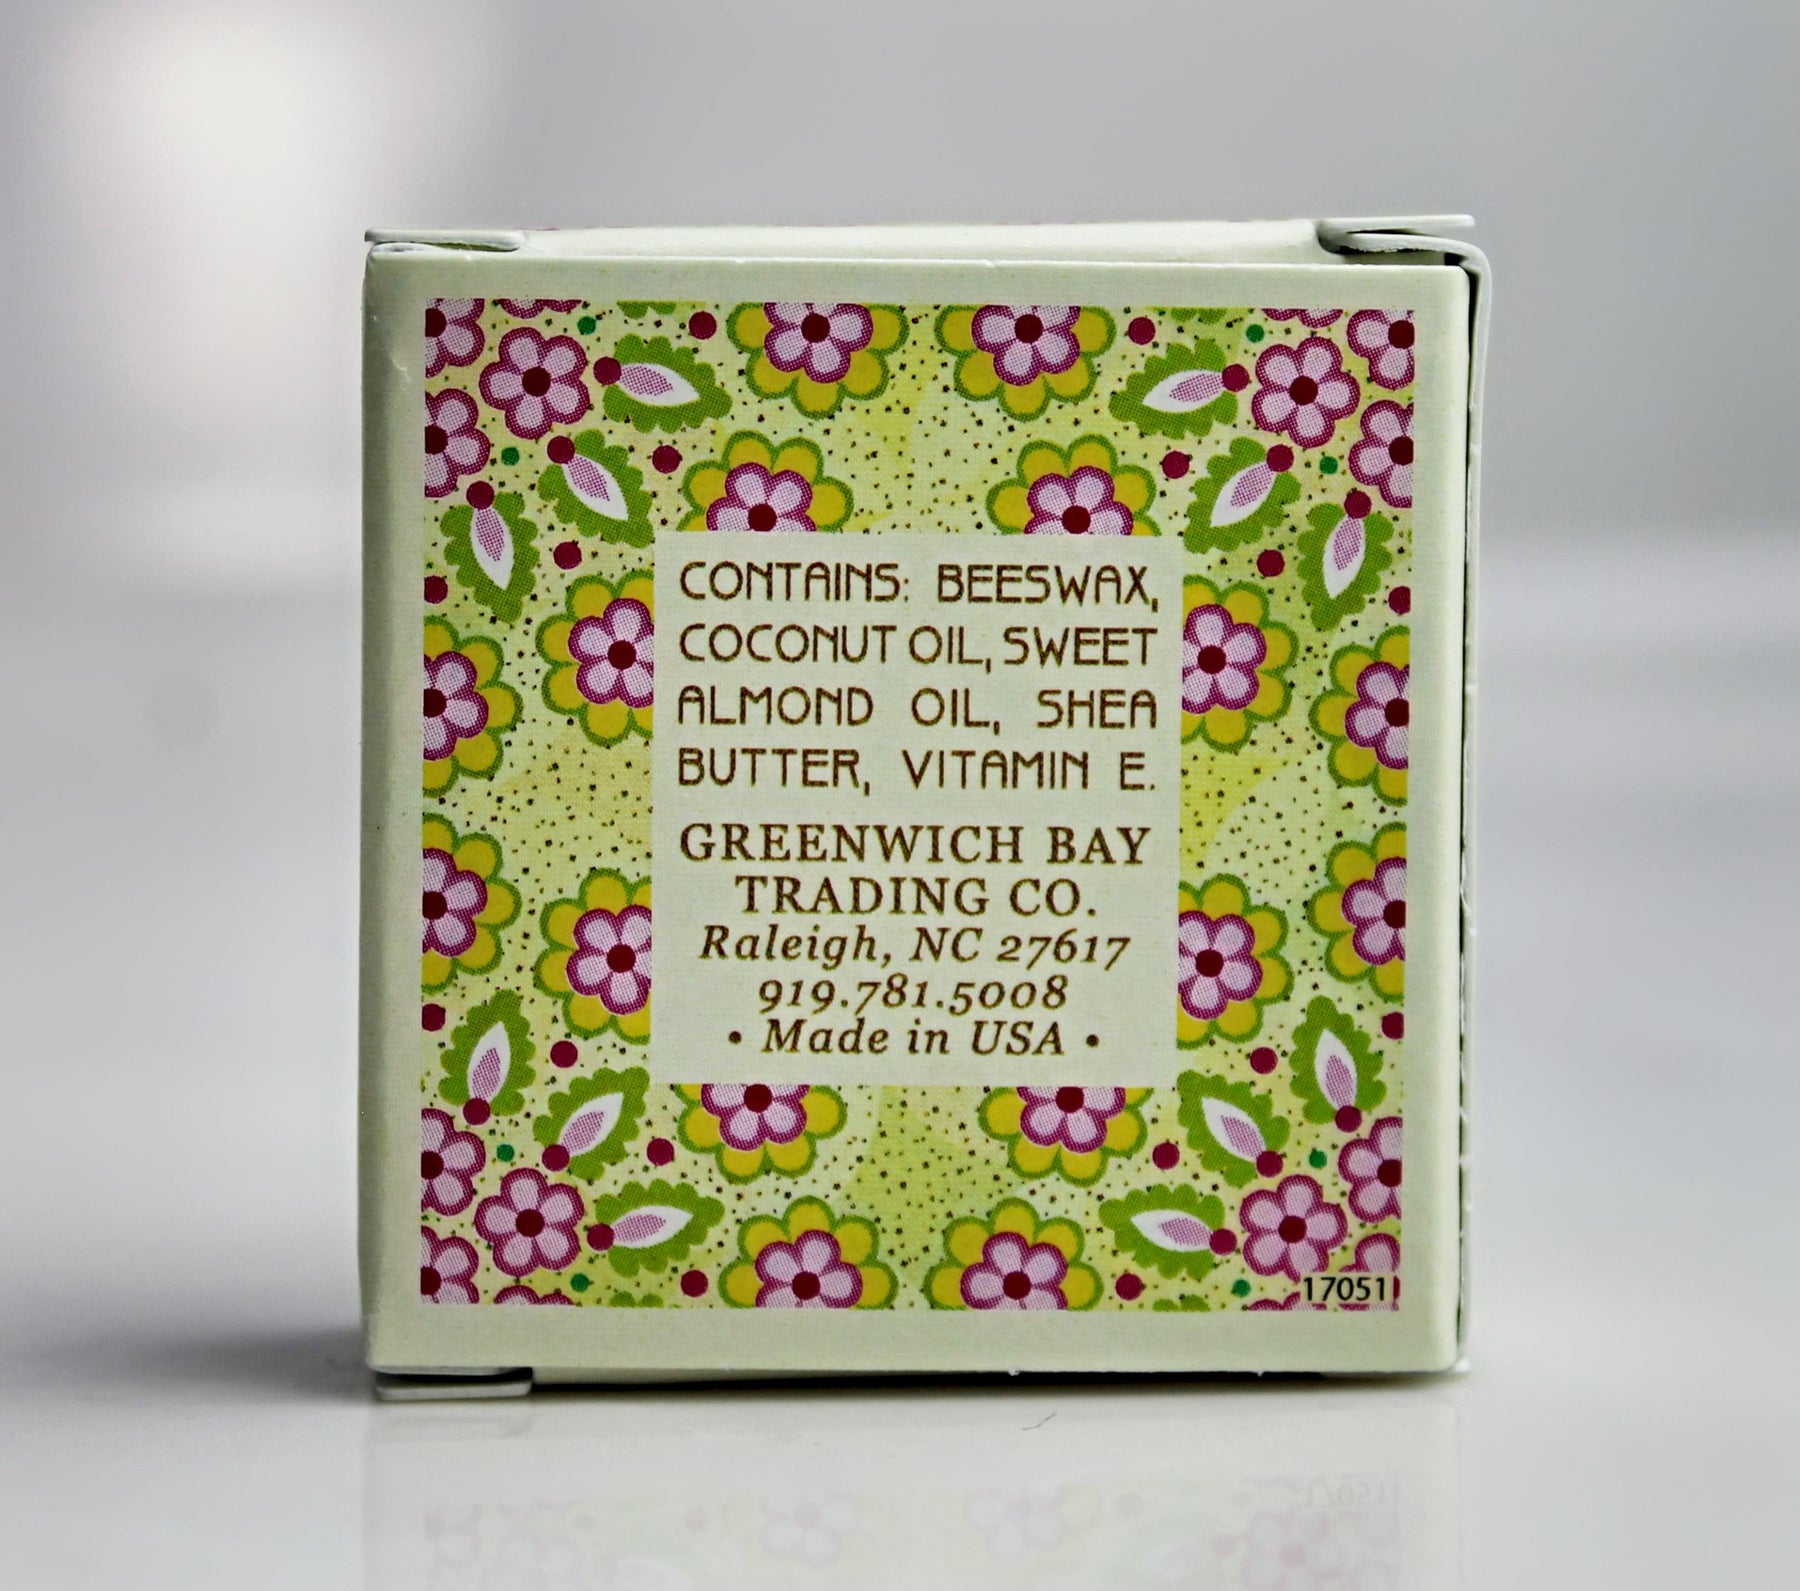 CONTAINS: BEESWAX,
COCONUT OIL, SWEET
ALMOND OIL, SHEA
BUTTER, VITAMIN E.
GREENWICH BAY
TRADING CO.
Raleigh, NC 27617
919.781.5008
• Made in USA •
17051